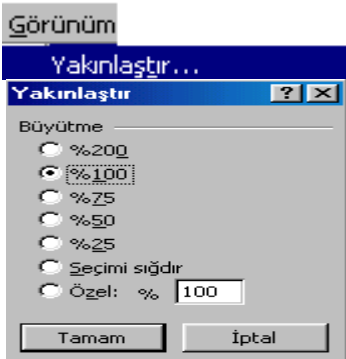 Görünüm
Yakınlaştır...
Yakınlaştır
Büyütme
%200
%100
%75
%50
%25
Seçimi sığdır
Özel: % 100
Tamam İptal